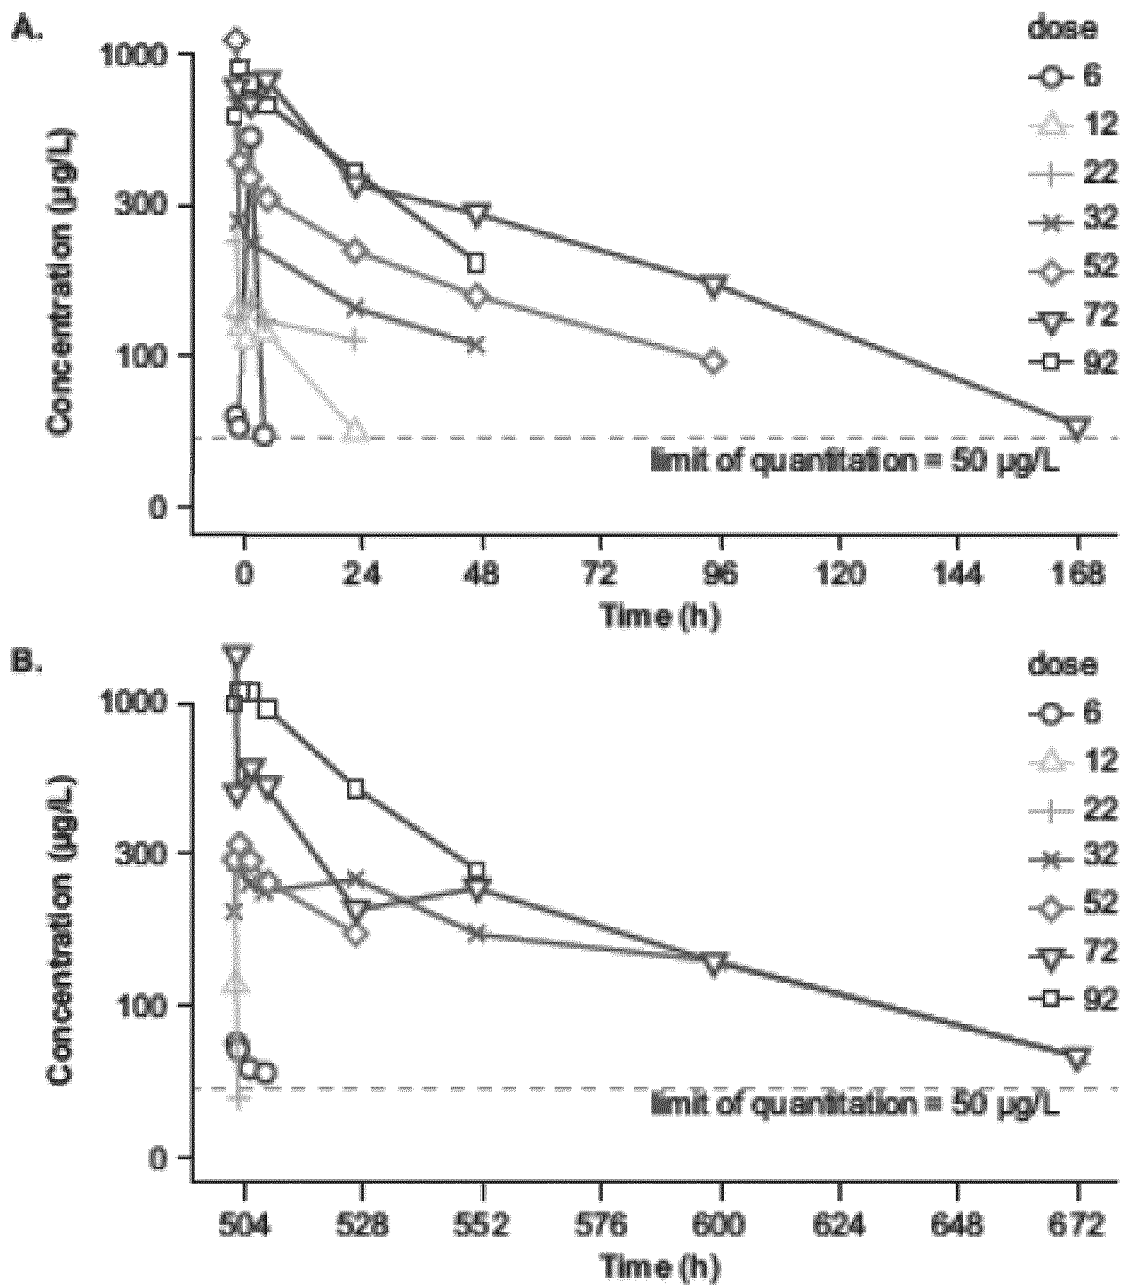 A.
dose
6
12
22
32
52
72
92
1000
300
100
0
Concentration (µg/L)
limit of quantitation = 50 µg/L
0 24 48 72 96 120 144 168
Time (h)
B.
dose
6
12
22
32
52
72
92
1000
300
100
0
Concentration (µg/L)
limit of quantitation = 50 µg/L
504 528 552 576 600 624 648 672
Time (h)